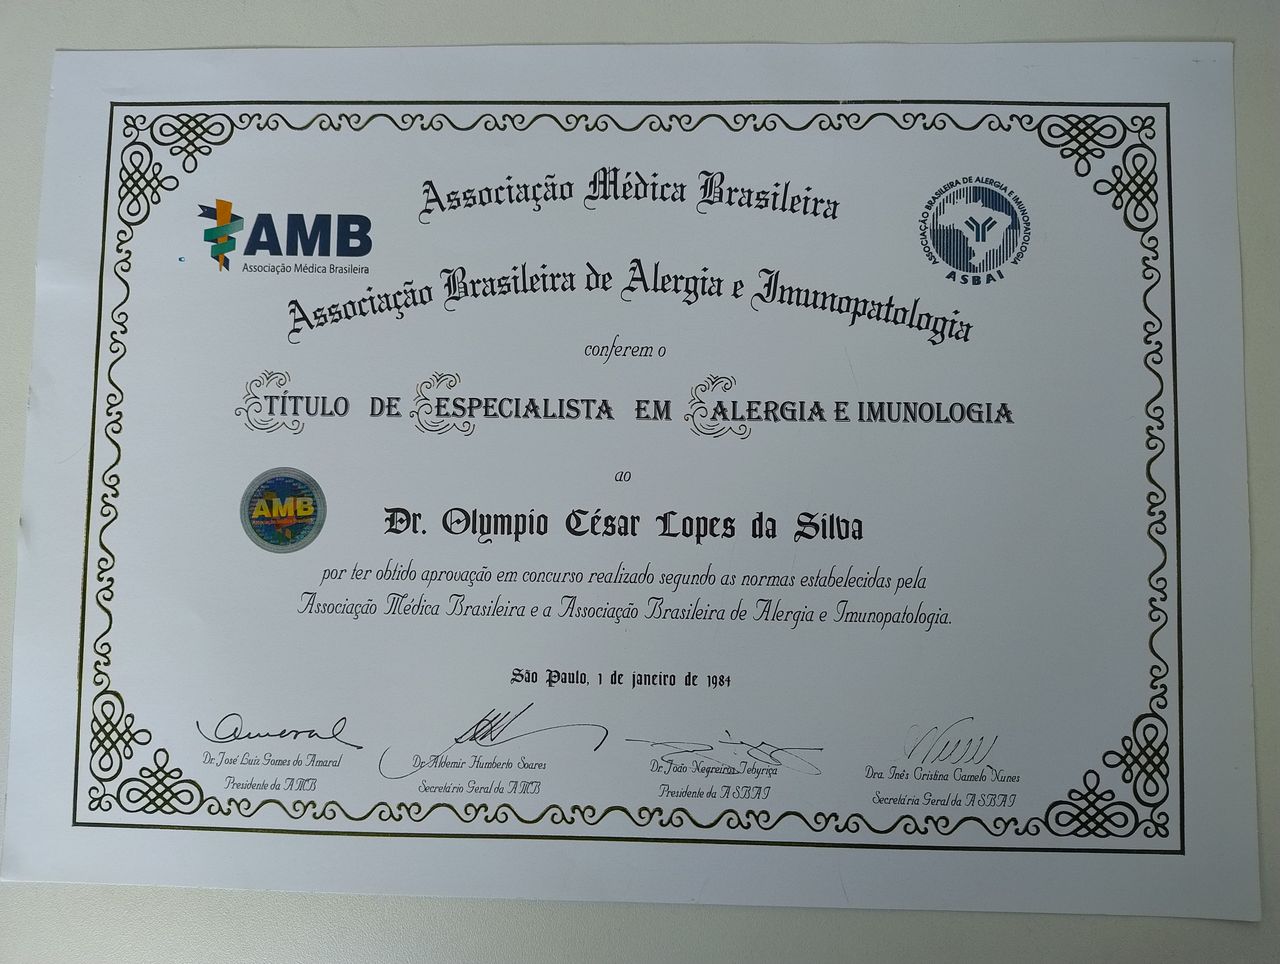 Associação Médica Brasileira
AMB
Associação Médica Brasileira
ASSOCIAÇÃO BRASILEIRA DE ALERGIA E IMUNOPATOLOGIA
ASBAI
Associação Brasileira de Alergia e Imunopatologia
conferem o
TÍTULO DE ESPECIALISTA EM ALERGIA E IMUNOLOGIA
ao
AMB
Associação Médica Brasileira
Dr. Olympio César Lopes da Silva
por ter obtido aprovação em concurso realizado segundo as normas estabelecidas pela
Associação Médica Brasileira e a Associação Brasileira de Alergia e Imunopatologia.
São Paulo, 1 de janeiro de 1984
Dr. José Luiz Gomes do Amaral
Presidente da AMB
Dr. Aldemir Humberto Soares
Secretário Geral da AMB
Dr. João Negreiros Tebyriça
Presidente da ASBAI
Dra. Inês Cristina Camelo Nunes
Secretária Geral da ASBAI